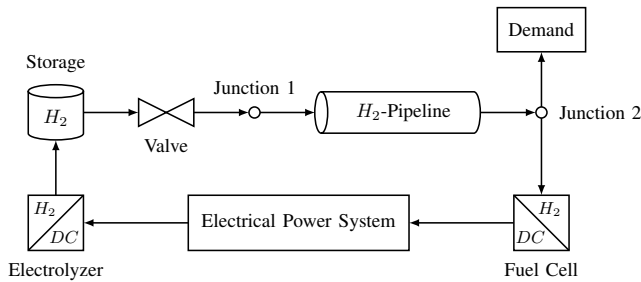 Demand
Storage
H₂
Valve
Junction 1
H₂-Pipeline
Junction 2
H₂
DC
Electrolyzer
Electrical Power System
H₂
DC
Fuel Cell